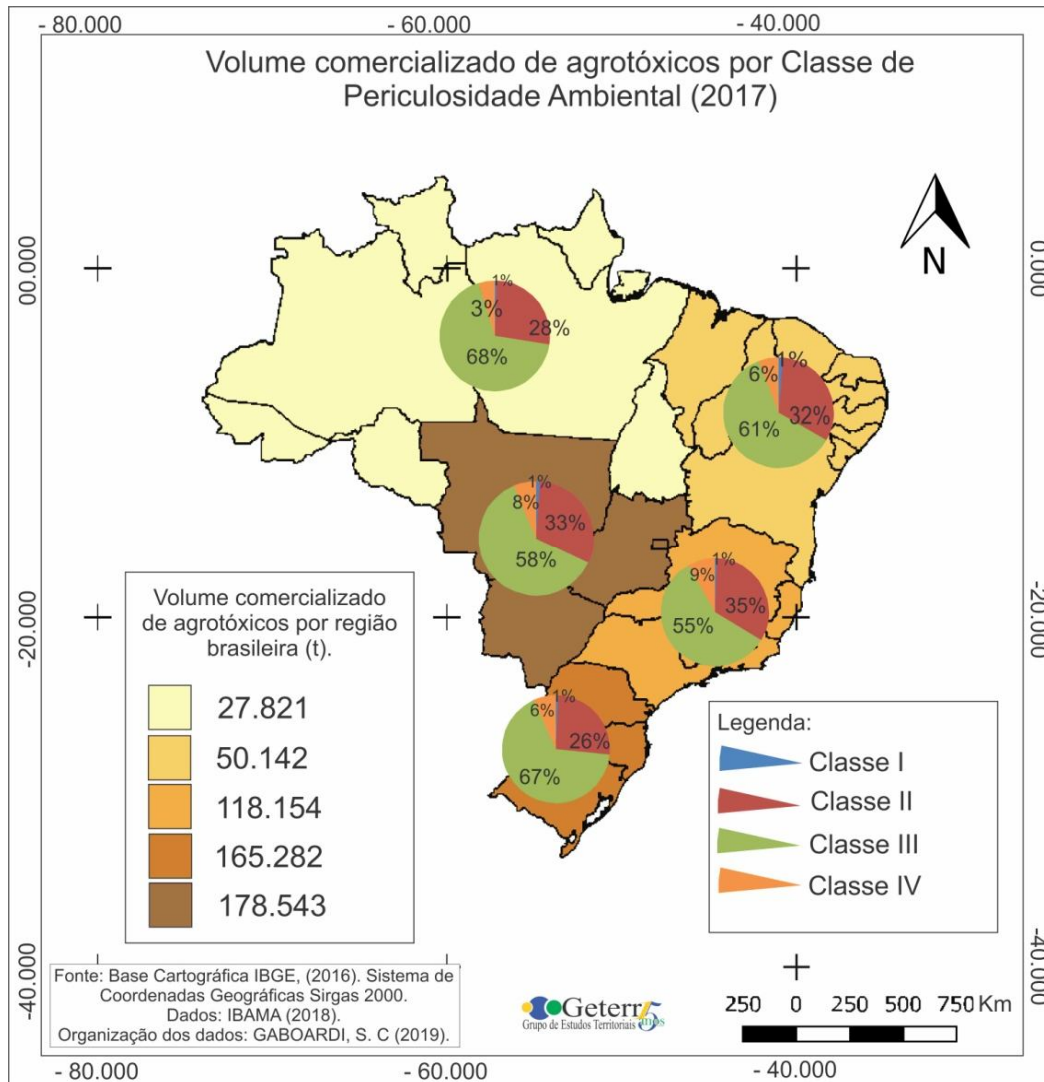 - 80.000
- 60.000
- 40.000
Volume comercializado de agrotóxicos por Classe de
Periculosidade Ambiental (2017)
N
00.000
0.000
1%
3%
28%
68%
1%
6%
32%
61%
1%
8%
33%
58%
1%
9%
35%
55%
1%
6%
26%
67%
-20.000
-20.000
Volume comercializado
de agrotóxicos por região
brasileira (t).
27.821
50.142
118.154
165.282
178.543
Legenda:
Classe I
Classe II
Classe III
Classe IV
-40.000
-40.000
Fonte: Base Cartográfica IBGE, (2016). Sistema de
Coordenadas Geográficas Sirgas 2000.
Dados: IBAMA (2018).
Organização dos dados: GABOARDI, S. C (2019).
Geterr 15 anos
Grupo de Estudos Territoriais
250 0 250 500 750 Km
- 80.000
- 60.000
- 40.000